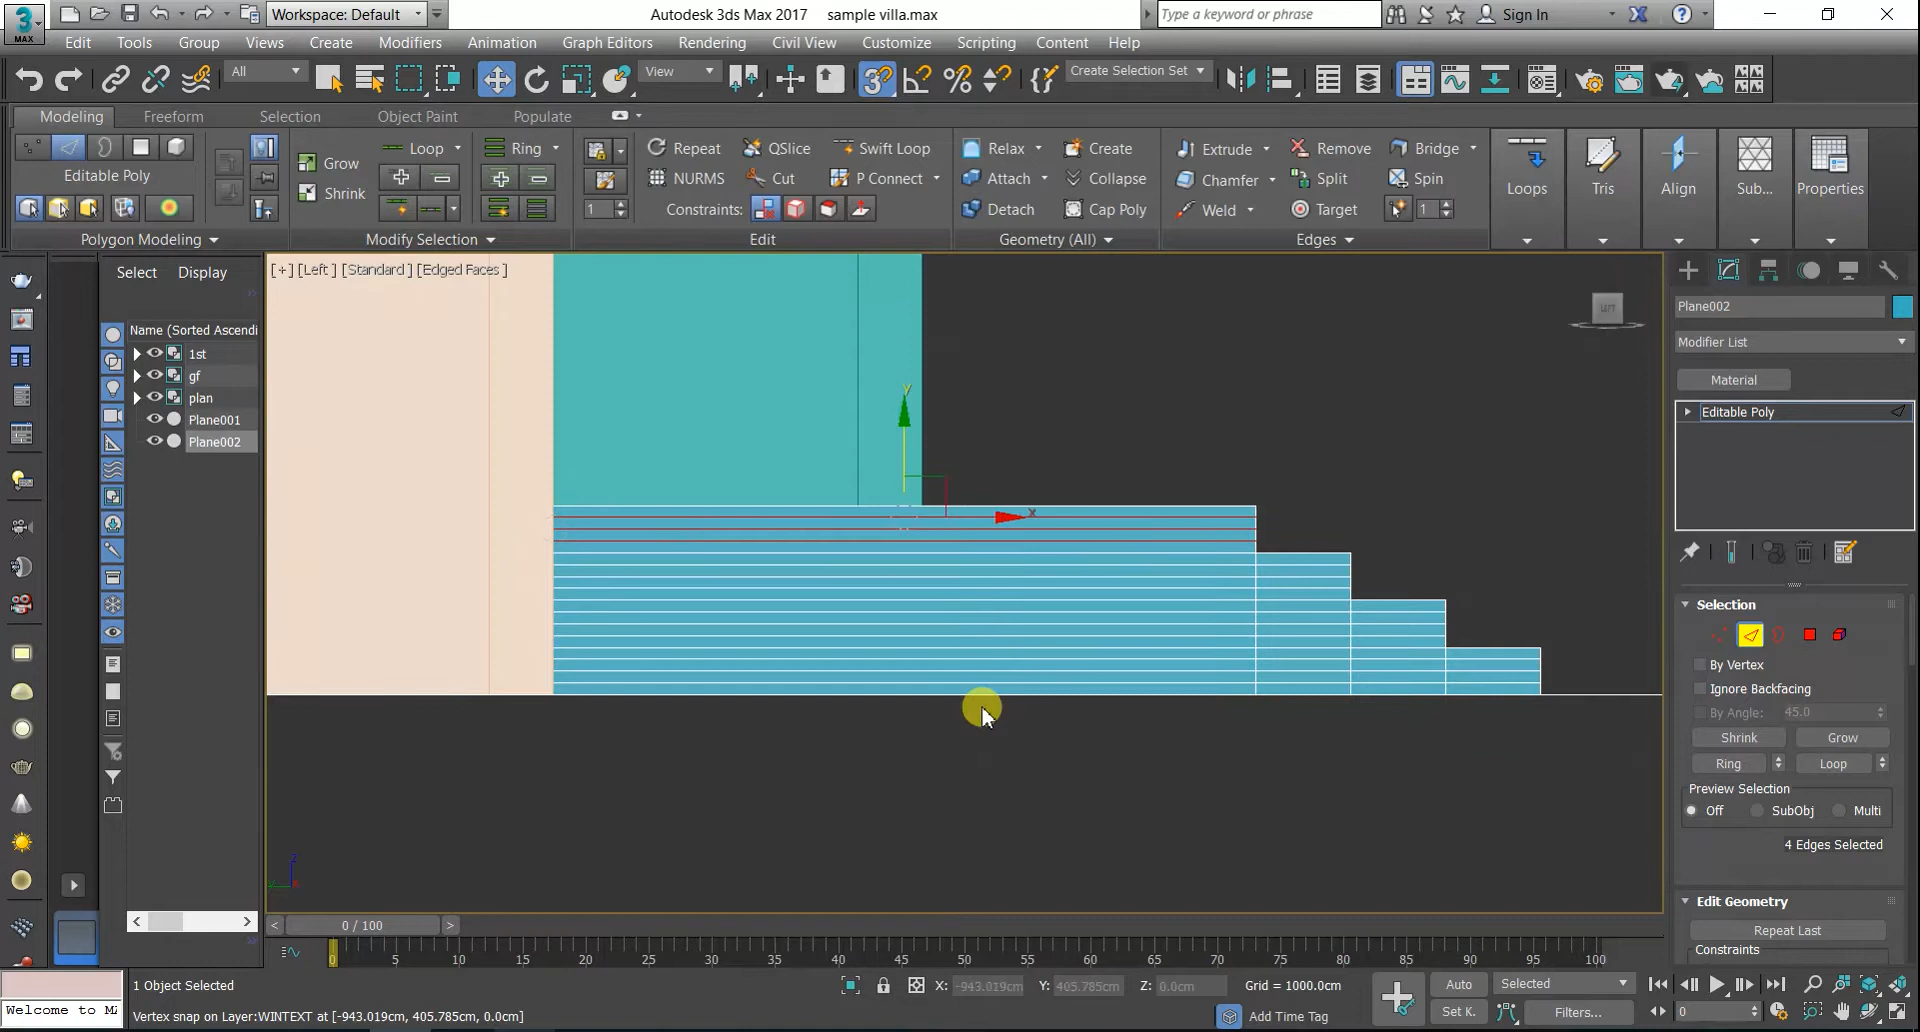 3
MAX
Workspace: Default
Autodesk 3ds Max 2017 sample villa.max
Type a keyword or phrase
Sign In
Edit Tools Group Views Create Modifiers Animation Graph Editors Rendering Civil View Customize Scripting Content Help
All
View
Create Selection Set
Modeling Freeform Selection Object Paint Populate
Editable Poly
Polygon Modeling
Grow
Shrink
Loop
Ring
Modify Selection
1
Repeat QSlice Swift Loop
NURMS Cut P Connect
Constraints:
Edit
Relax Create
Attach Collapse
Detach Cap Poly
Geometry (All)
Extrude Remove Bridge
Chamfer Split Spin
Weld Target 1
Edges
Loops Tris Align Sub... Properties
Select Display
Name (Sorted Ascendi
1st
gf
plan
Plane001
Plane002
[+] [Left ] [Standard ] [Edged Faces ]
LEFT
y
x
z
Plane002
Modifier List
Material
Editable Poly
Selection
By Vertex
Ignore Backfacing
By Angle: 45.0
Shrink Grow
Ring Loop
Preview Selection
Off SubObj Multi
4 Edges Selected
Edit Geometry
Repeat Last
Constraints
0 / 100
0 5 10 15 20 25 30 35 40 45 50 55 60 65 70 75 80 85 90 95 100
1 Object Selected
X: -943.019cm Y: 405.785cm Z: 0.0cm Grid = 1000.0cm
Auto Selected
Welcome to M
Vertex snap on Layer:WINTEXT at [-943.019cm, 405.785cm, 0.0cm]
Add Time Tag
Set K. Filters...
0